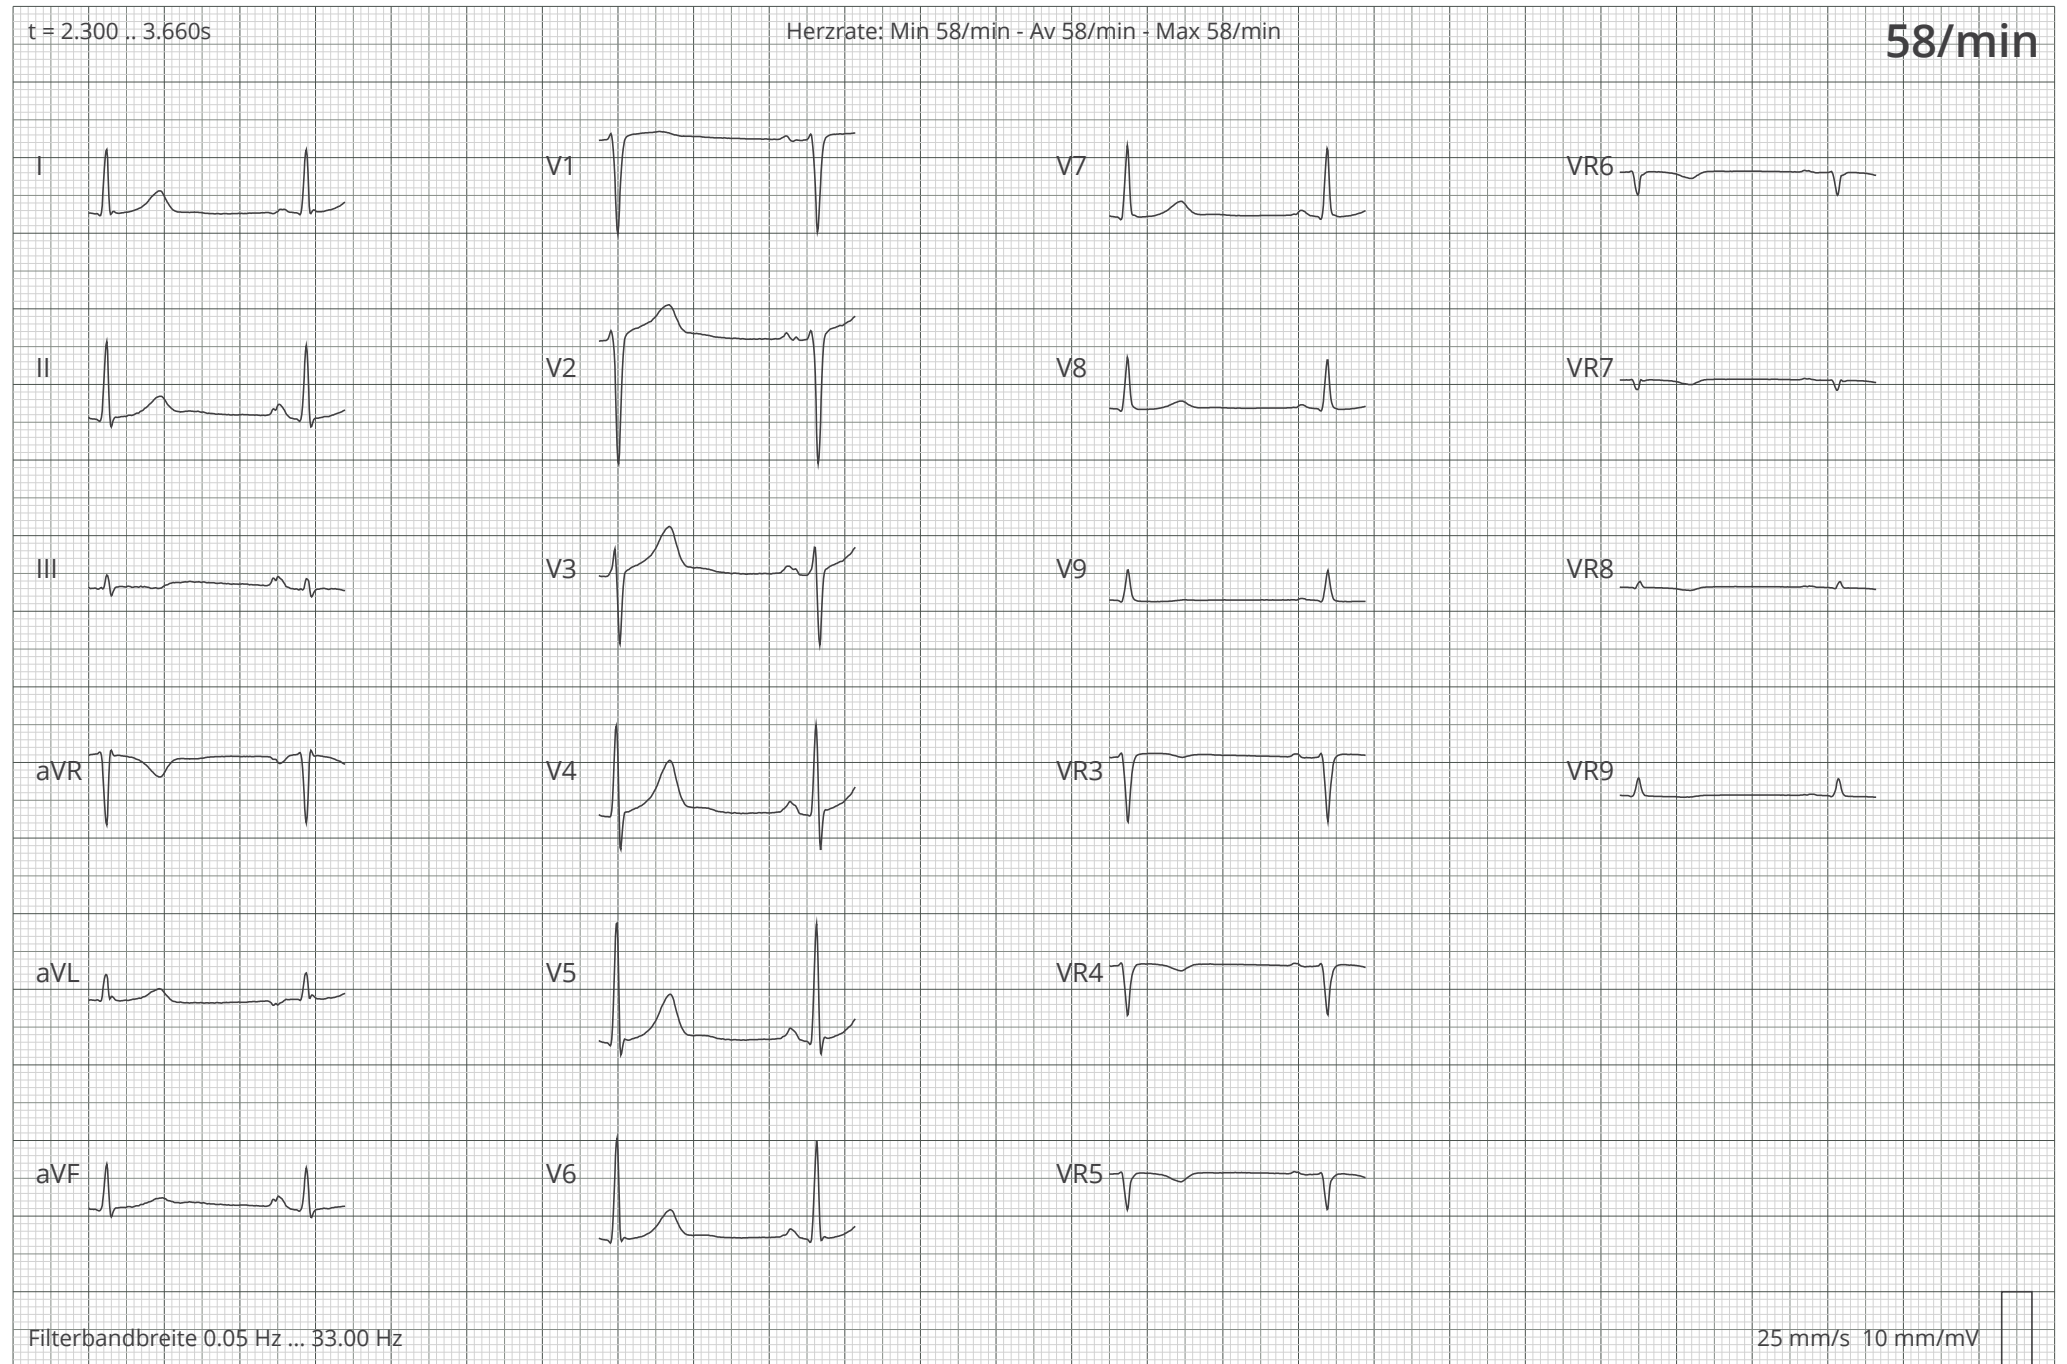 t = 2.300 .. 3.660s
Herzrate: Min 58/min - Av 58/min - Max 58/min
58/min
I
V1
V7
VR6
II
V2
V8
VR7
III
V3
V9
VR8
aVR
V4
VR3
VR9
aVL
V5
VR4
aVF
V6
VR5
Filterbandbreite 0.05 Hz ... 33.00 Hz
25 mm/s 10 mm/mV